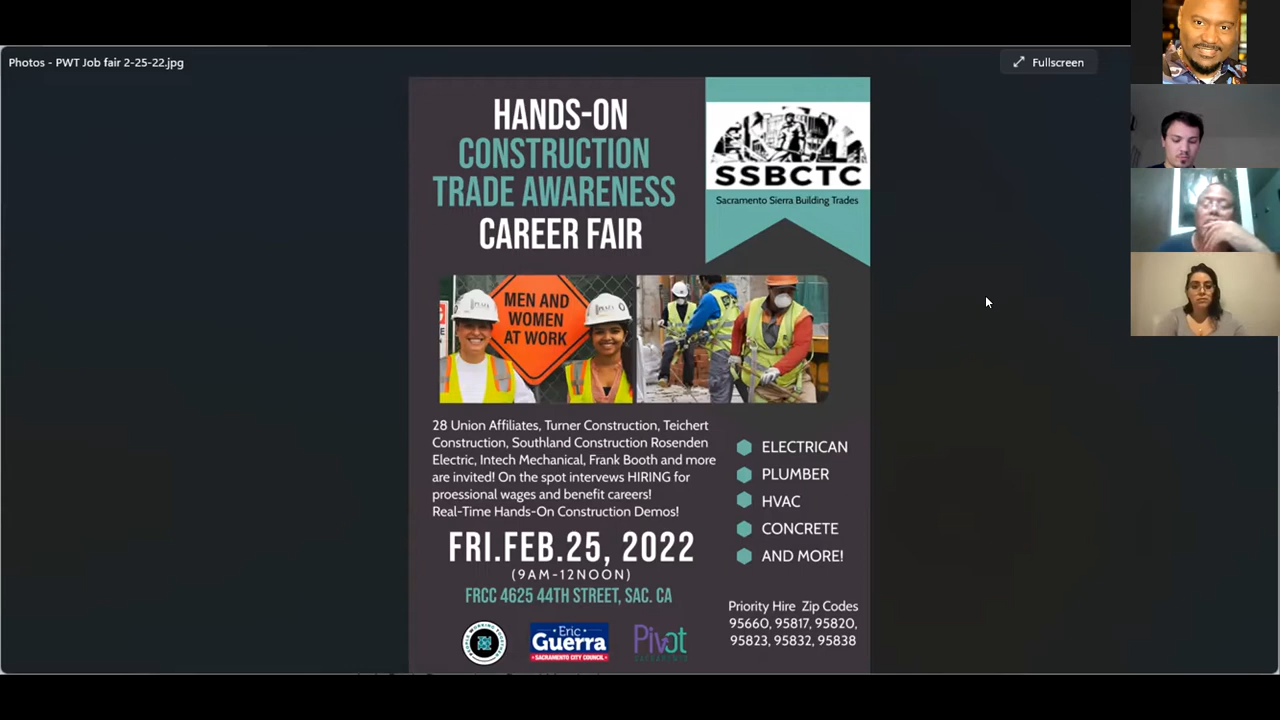 Photos - PWT Job fair 2-25-22.jpg
Fullscreen
HANDS-ON
CONSTRUCTION
TRADE AWARENESS
CAREER FAIR
SSBCTC
Sacramento Sierra Building Trades
MEN AND
WOMEN
AT WORK
28 Union Affiliates, Turner Construction, Teichert
Construction, Southland Construction Rosenden
Electric, Intech Mechanical, Frank Booth and more
are invited! On the spot intervews HIRING for
proessional wages and benefit careers!
Real-Time Hands-On Construction Demos!
ELECTRICAN
PLUMBER
HVAC
CONCRETE
AND MORE!
FRI.FEB.25, 2022
(9AM-12NOON)
FRCC 4625 44TH STREET, SAC. CA
Priority Hire Zip Codes
95660, 95817, 95820,
95823, 95832, 95838
Eric
Guerra
SACRAMENTO CITY COUNCIL
Pivot
SACRAMENTO